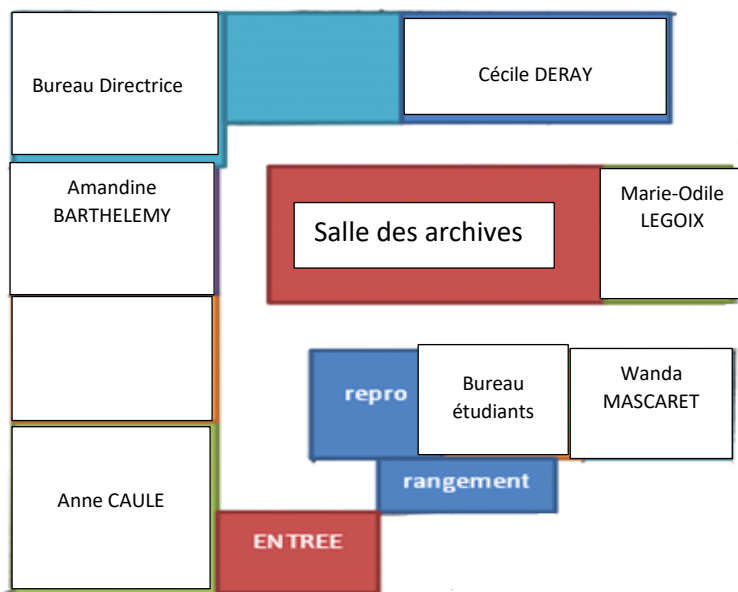 Bureau Directrice
Cécile DERAY
Amandine
BARTHELEMY
Salle des archives
Marie-Odile
LEGOIX
repro
Bureau
étudiants
Wanda
MASCARET
rangement
Anne CAULE
ENTREE